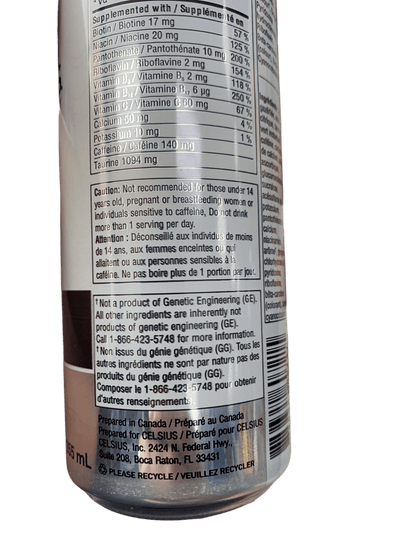 Supplemented with / Supplémenté en
Biotin / Biotine 17 mg 57 %
Niacin / Niacine 20 mg 125 %
Pantothenate / Pantothénate 10 mg 200 %
Riboflavin / Riboflavine 2 mg 154 %
Vitamin B₆ / Vitamine B₆ 2 mg 118 %
Vitamin B₁₂ / Vitamine B₁₂ 6 µg 250 %
Vitamin C / Vitamine C 60 mg 67 %
Calcium 50 mg 4 %
Potassium 10 mg 1 %
Caffeine / Caféine 140 mg
Taurine 1094 mg
Caution: Not recommended for those under 14
years old, pregnant or breastfeeding women or
individuals sensitive to caffeine, Do not drink
more than 1 serving per day.
Attention : Déconseillé aux individus de moins
de 14 ans, aux femmes enceintes ou qui
allaitent ou aux personnes sensibles à la
caféine. Ne pas boire plus de 1 portion par jour.
† Not a product of Genetic Engineering (GE).
All other ingredients are inherently not
products of genetic engineering (GE).
Call 1-866-423-5748 for more information.
† Non issus du génie génétique (GG). Tous les
autres ingrédients ne sont par nature pas des
produits du génie génétique (GG).
Composer le 1-866-423-5748 pour obtenir
d'autres renseignements.
Prepared in Canada / Préparé au Canada
Prepared for CELSIUS / Préparé pour CELSIUS
CELSIUS, Inc. 2424 N. Federal Hwy.,
Suite 208, Boca Raton, FL 33431
PLEASE RECYCLE / VEUILLEZ RECYCLER
355 mL